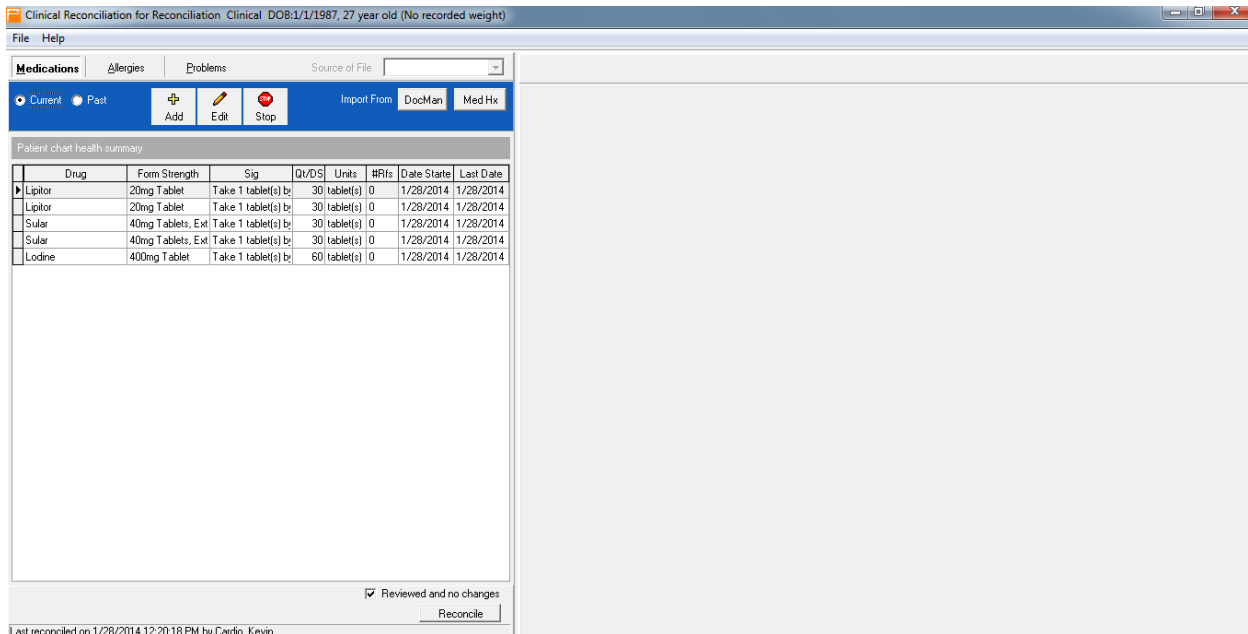 Clinical Reconciliation for Reconciliation Clinical DOB:1/1/1987, 27 year old (No recorded weight)
File Help
Medications Allergies Problems Source of File
Current Past Add Edit Stop Import From DocMan Med Hx
Patient chart health summary
Drug Form Strength Sig Qt/DS Units #Rfs Date Starte Last Date
Lipitor 20mg Tablet Take 1 tablet(s) by 30 tablet(s) 0 1/28/2014 1/28/2014
Lipitor 20mg Tablet Take 1 tablet(s) by 30 tablet(s) 0 1/28/2014 1/28/2014
Sular 40mg Tablets, Ext Take 1 tablet(s) by 30 tablet(s) 0 1/28/2014 1/28/2014
Sular 40mg Tablets, Ext Take 1 tablet(s) by 30 tablet(s) 0 1/28/2014 1/28/2014
Lodine 400mg Tablet Take 1 tablet(s) by 60 tablet(s) 0 1/28/2014 1/28/2014
Reviewed and no changes
Reconcile
Last reconciled on 1/28/2014 12:20:18 PM by Cardio, Kevin